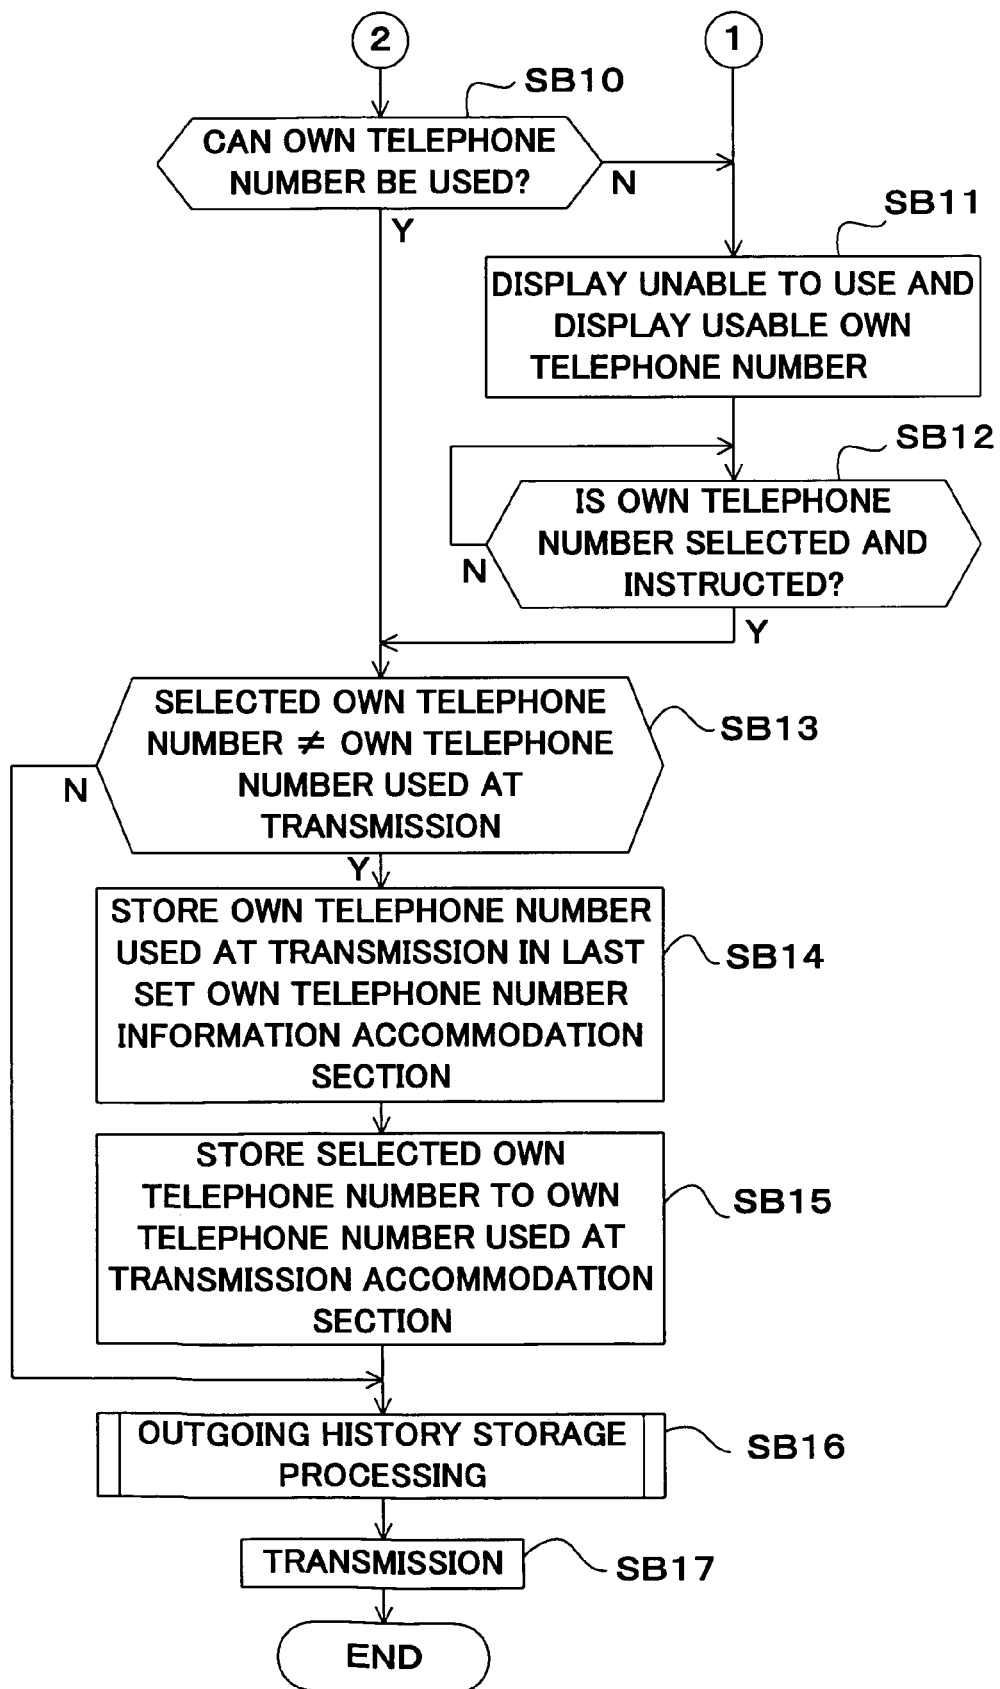 2
1
SB10
CAN OWN TELEPHONE
NUMBER BE USED?
N
Y
SB11
DISPLAY UNABLE TO USE AND
DISPLAY USABLE OWN
TELEPHONE NUMBER
SB12
IS OWN TELEPHONE
NUMBER SELECTED AND
INSTRUCTED?
N
Y
SELECTED OWN TELEPHONE
NUMBER ≠ OWN TELEPHONE
NUMBER USED AT
TRANSMISSION
SB13
N
Y
STORE OWN TELEPHONE NUMBER
USED AT TRANSMISSION IN LAST
SET OWN TELEPHONE NUMBER
INFORMATION ACCOMMODATION
SECTION
SB14
STORE SELECTED OWN
TELEPHONE NUMBER TO OWN
TELEPHONE NUMBER USED AT
TRANSMISSION ACCOMMODATION
SECTION
SB15
OUTGOING HISTORY STORAGE
PROCESSING
SB16
TRANSMISSION
SB17
END